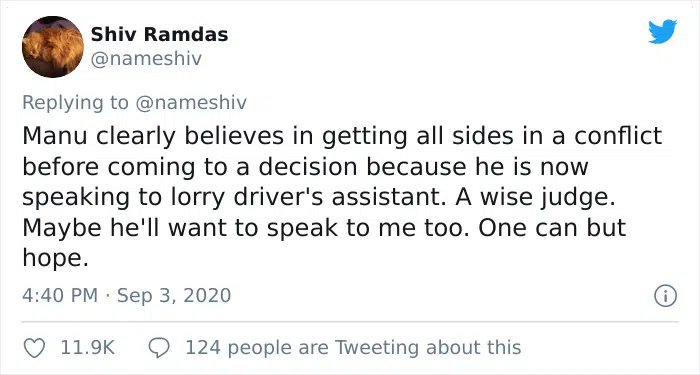 Shiv Ramdas
@nameshiv
Replying to @nameshiv
Manu clearly believes in getting all sides in a conflict
before coming to a decision because he is now
speaking to lorry driver's assistant. A wise judge.
Maybe he'll want to speak to me too. One can but
hope.
4:40 PM · Sep 3, 2020
11.9K 124 people are Tweeting about this